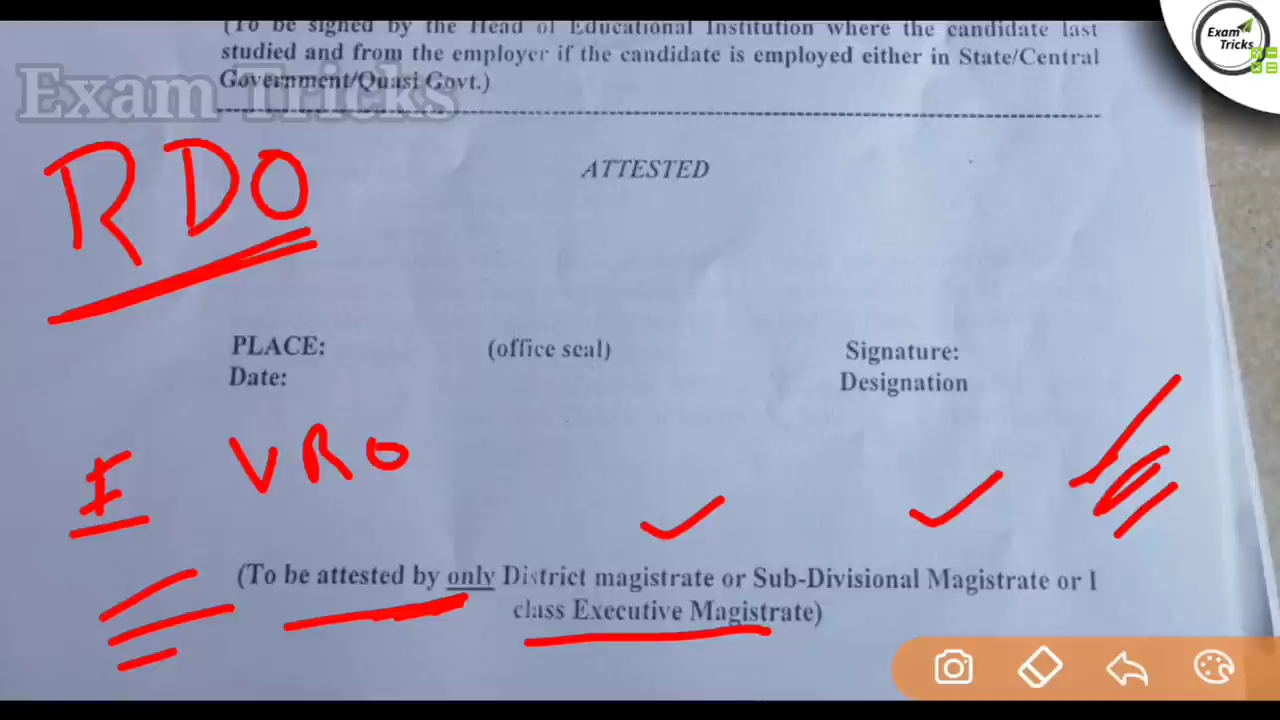 (To be signed by the Head of Educational Institution where the candidate last
studied and from the employer if the candidate is employed either in State/Central
Government/Quasi Govt.)
Exam Tricks
Exam
Tricks
RDO
ATTESTED
PLACE: (office seal) Signature:
Date: Designation
I VRO
(To be attested by only District magistrate or Sub-Divisional Magistrate or I
class Executive Magistrate)